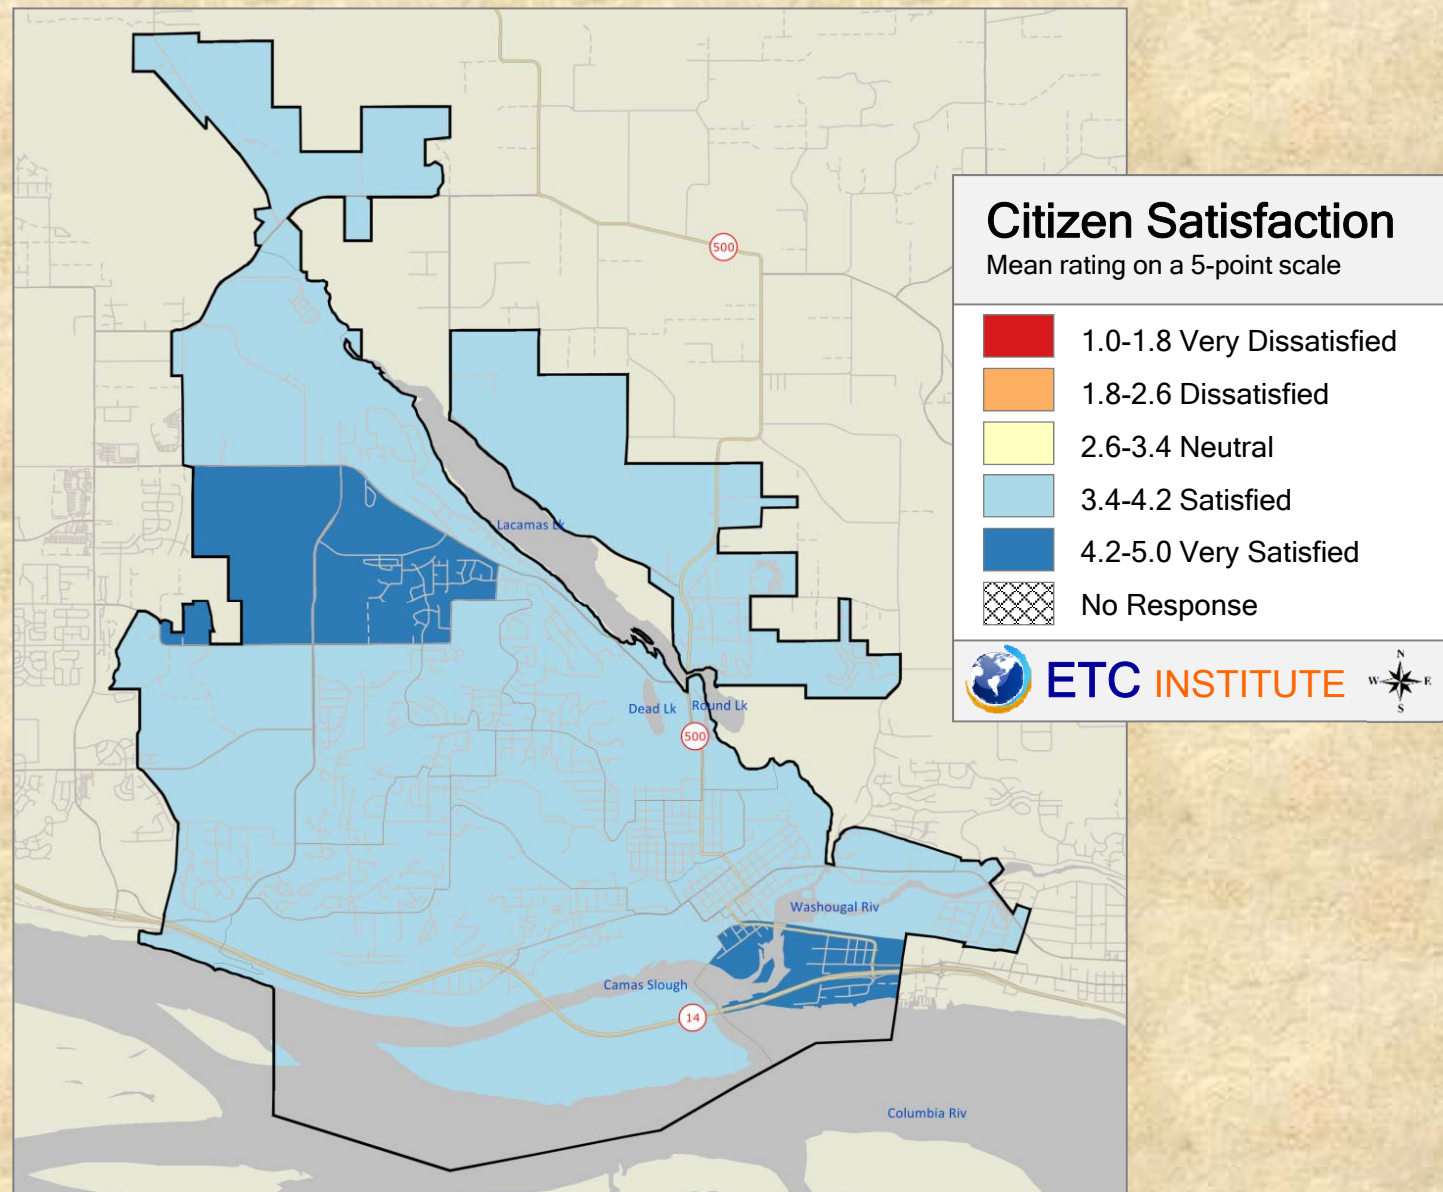 500
Lacamas Lk
Dead Lk
Round Lk
500
Washougal Riv
Camas Slough
14
Columbia Riv
Citizen Satisfaction
Mean rating on a 5-point scale
1.0-1.8 Very Dissatisfied
1.8-2.6 Dissatisfied
2.6-3.4 Neutral
3.4-4.2 Satisfied
4.2-5.0 Very Satisfied
No Response
ETC INSTITUTE
N
W E
S